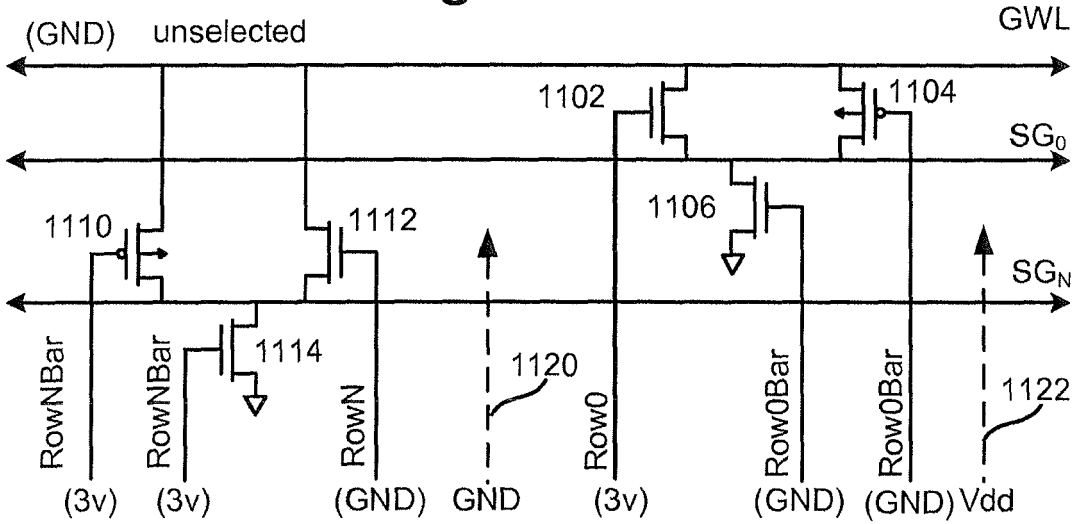 (GND) unselected
GWL
1102
1104
SG₀
1106
1110
1112
SG_N
1114
1120
1122
RowNBar
RowNBar
RowN
Row0
Row0Bar
Row0Bar
(3v) (3v) (GND) GND (3v) (GND) (GND) Vdd